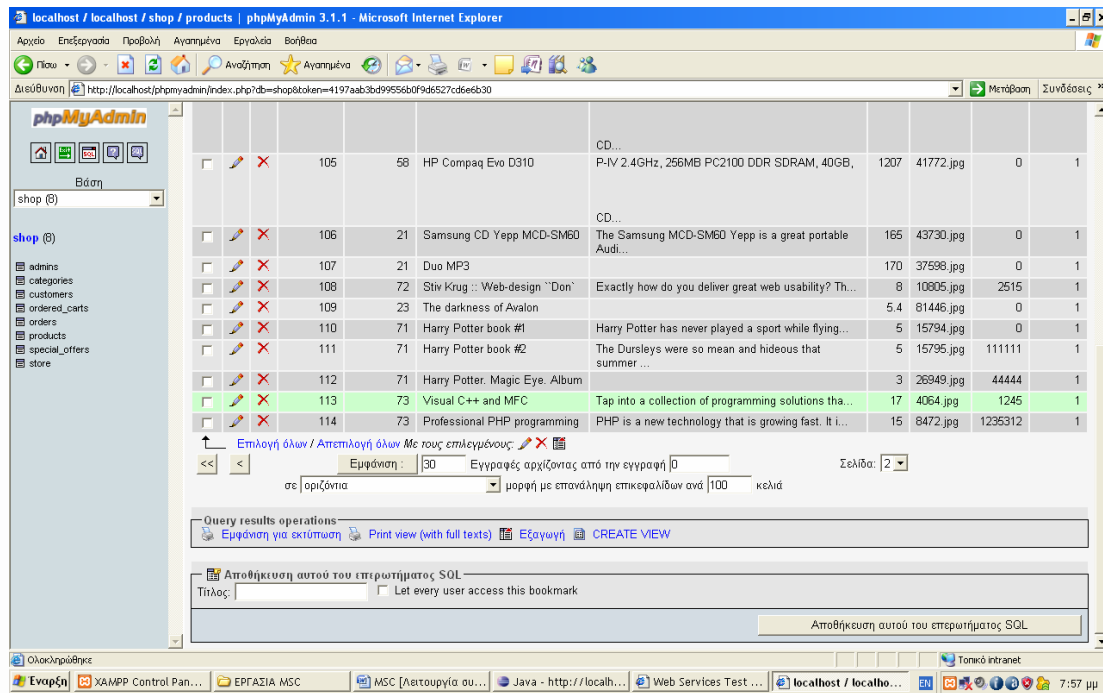 localhost / localhost / shop / products | phpMyAdmin 3.1.1 - Microsoft Internet Explorer
Αρχείο Επεξεργασία Προβολή Αγαπημένα Εργαλεία Βοήθεια
Πίσω Αναζήτηση Αγαπημένα
Διεύθυνση http://localhost/phpmyadmin/index.php?db=shop&token=4197aab3bd99556b0f9d6527cd6e6b30 Μετάβαση Συνδέσεις »
phpMyAdmin
SQL
Βάση
shop (8)
shop (8)
admins
categories
customers
ordered_carts
orders
products
special_offers
store
CD...
105 58 HP Compaq Evo D310 P-IV 2.4GHz, 256MB PC2100 DDR SDRAM, 40GB, 1207 41772.jpg 0 1
CD...
106 21 Samsung CD Yepp MCD-SM60 The Samsung MCD-SM60 Yepp is a great portable 165 43730.jpg 0 1
Audi...
107 21 Duo MP3 170 37598.jpg 0 1
108 72 Stiv Krug :: Web-design ``Don` Exactly how do you deliver great web usability? Th... 8 10805.jpg 2515 1
109 23 The darkness of Avalon 5.4 81446.jpg 0 1
110 71 Harry Potter book #1 Harry Potter has never played a sport while flying... 5 15794.jpg 0 1
111 71 Harry Potter book #2 The Dursleys were so mean and hideous that 5 15795.jpg 111111 1
summer ...
112 71 Harry Potter. Magic Eye. Album 3 26949.jpg 44444 1
113 73 Visual C++ and MFC Tap into a collection of programming solutions tha... 17 4064.jpg 1245 1
114 73 Professional PHP programming PHP is a new technology that is growing fast. It i... 15 8472.jpg 1235312 1
Επιλογή όλων / Απεπιλογή όλων Με τους επιλεγμένους:
<< < Εμφάνιση : 30 Εγγραφές αρχίζοντας από την εγγραφή 0 Σελίδα: 2
σε οριζόντια μορφή με επανάληψη επικεφαλίδων ανά 100 κελιά
Query results operations
Εμφάνιση για εκτύπωση Print view (with full texts) Εξαγωγή CREATE VIEW
Αποθήκευση αυτού του επερωτήματος SQL
Τίτλος: Let every user access this bookmark
Αποθήκευση αυτού του επερωτήματος SQL
Ολοκληρώθηκε Τοπικό intranet
Έναρξη XAMPP Control Pan... ΕΡΓΑΣΙΑ MSC MSC [Λειτουργία συ... Java - http://localh... Web Services Test ... localhost / localho... EN 7:57 μμ